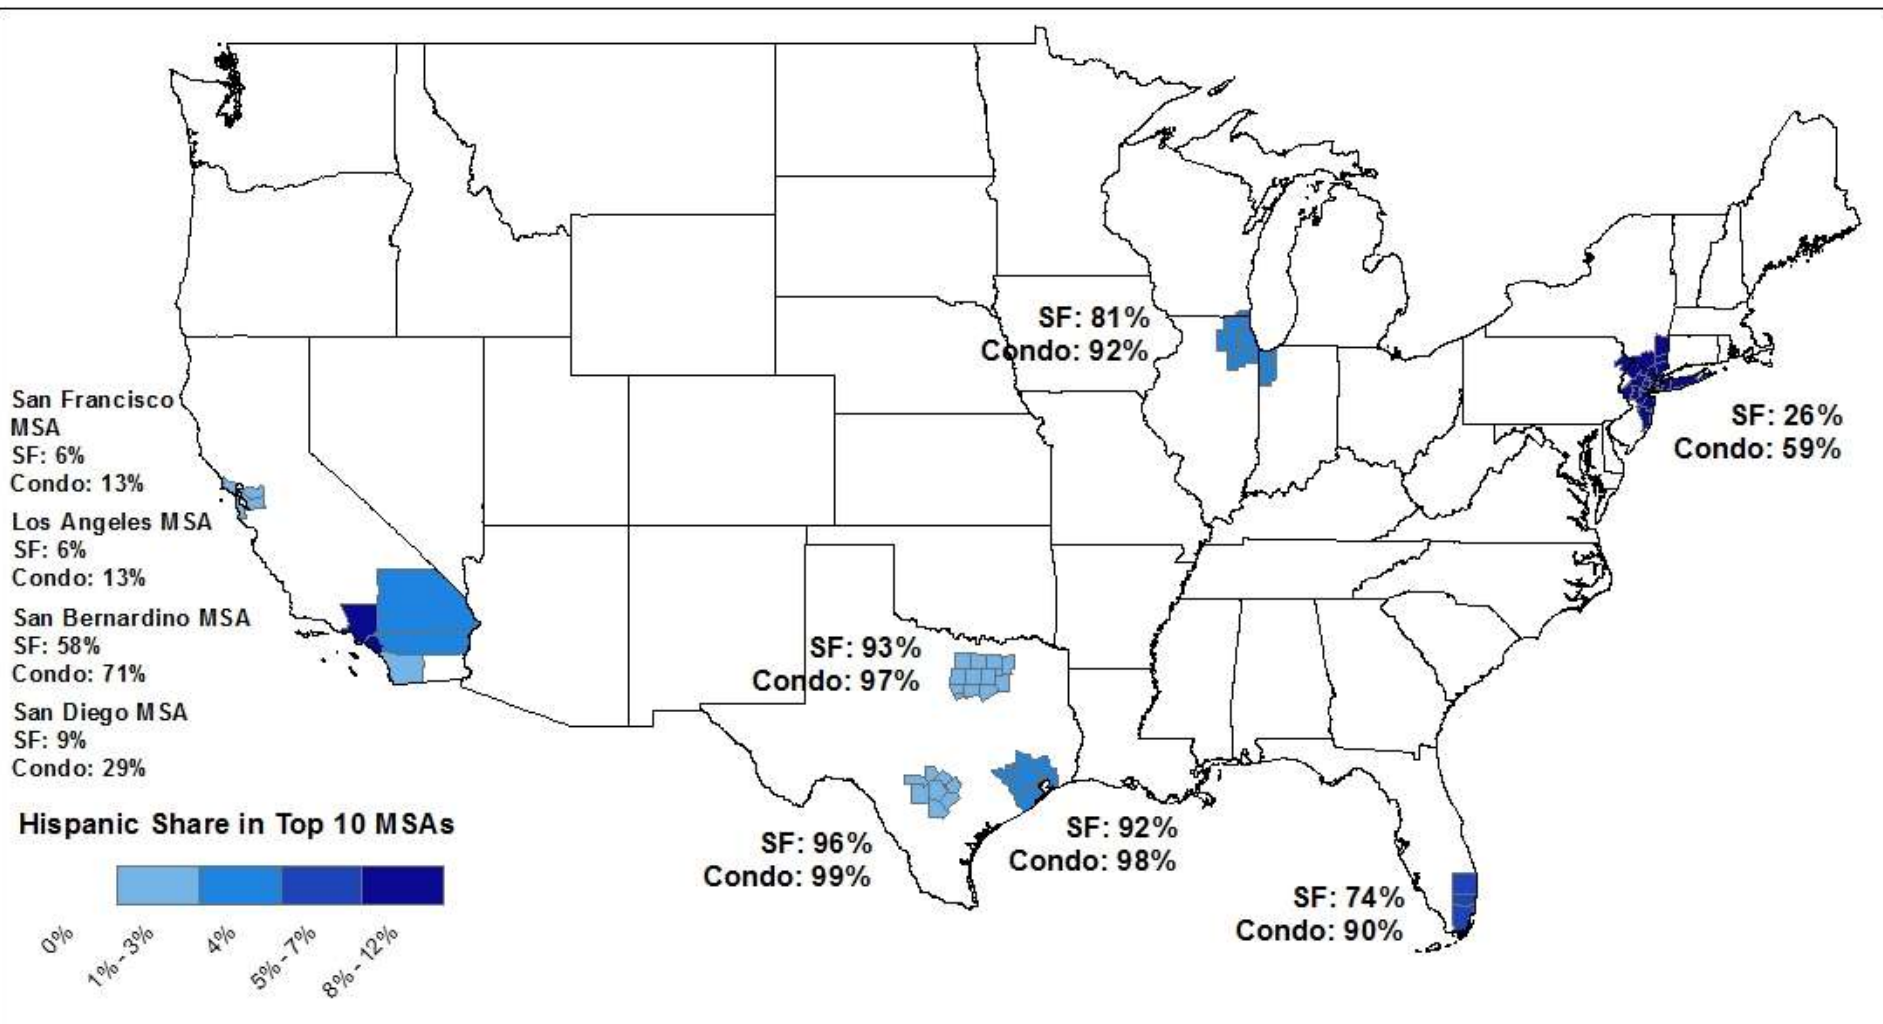 SF: 81%
Condo: 92%
San Francisco
MSA
SF: 6%
Condo: 13%
SF: 26%
Condo: 59%
Los Angeles MSA
SF: 6%
Condo: 13%
San Bernardino MSA
SF: 58%
Condo: 71%
SF: 93%
Condo: 97%
San Diego MSA
SF: 9%
Condo: 29%
Hispanic Share in Top 10 MSAs
SF: 96%
Condo: 99%
SF: 92%
Condo: 98%
SF: 74%
Condo: 90%
0%
1% - 3%
4%
5% - 7%
8% - 12%